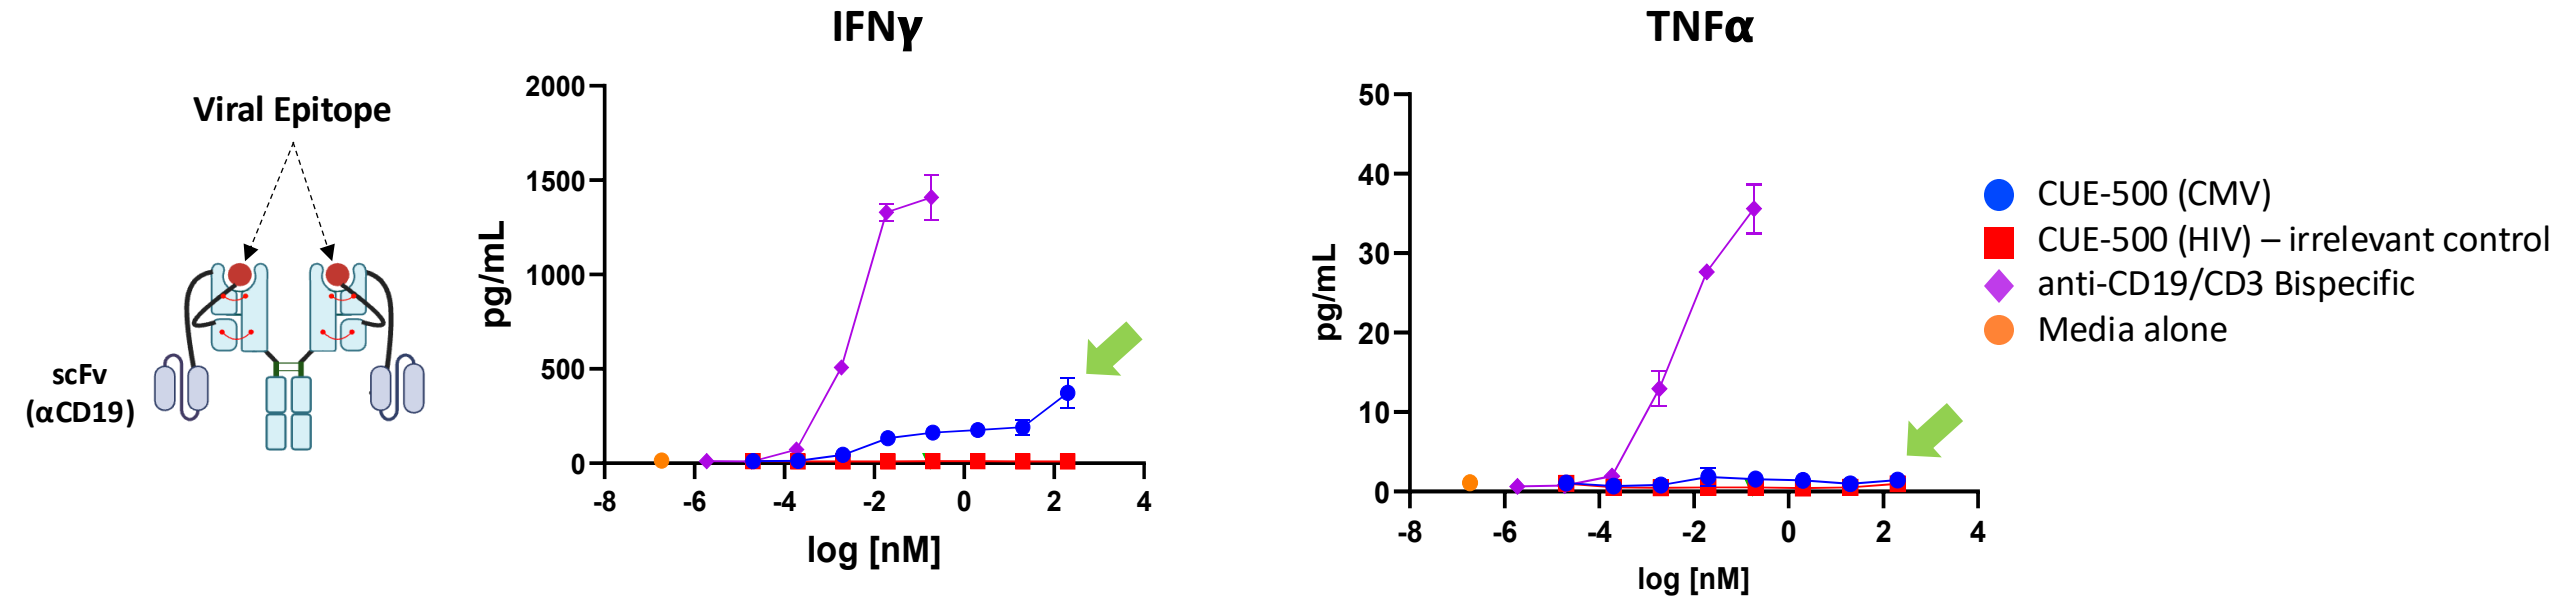 Viral Epitope
scFv
(αCD19)
IFNγ
2000
1500
1000
500
0
pg/mL
-8 -6 -4 -2 0 2 4
log [nM]
TNFα
50
40
30
20
10
0
pg/mL
-8 -6 -4 -2 0 2 4
log [nM]
CUE-500 (CMV)
CUE-500 (HIV) – irrelevant control
anti-CD19/CD3 Bispecific
Media alone